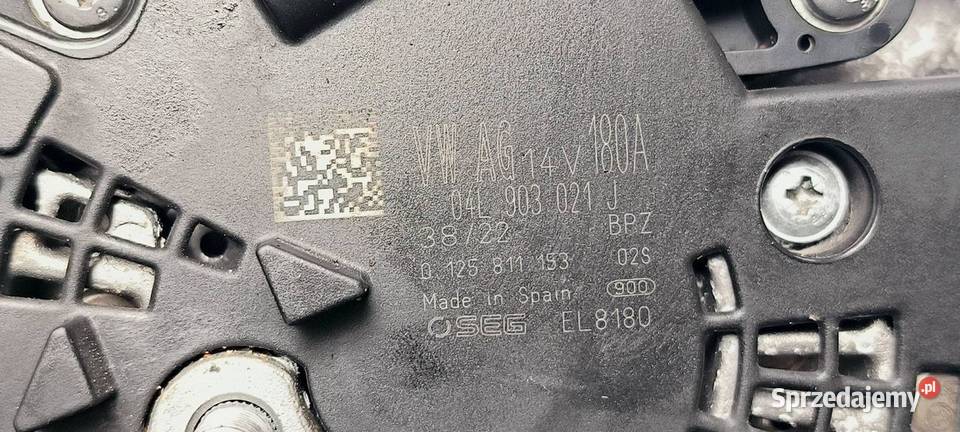 VW AG 14V 180A
04L 903 021 J
38/22 BPZ
0 125 811 153 02S
Made in Spain 900
SEG EL8180
Sprzedajemy.pl